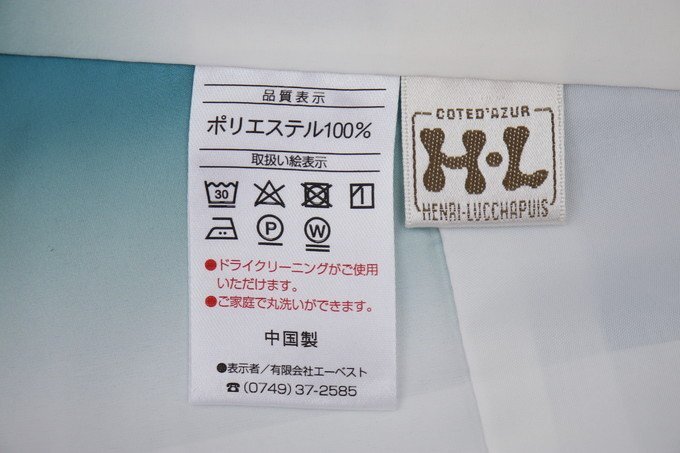 品質表示
ポリエステル100%
取扱い絵表示
30
P
W
●ドライクリーニングがご使用
いただけます。
●ご家庭で丸洗いができます。
中国製
●表示者/有限会社エーベスト
☎(0749)37-2585
COTED'AZUR
H・L
HENRI-LUCCHAPUIS